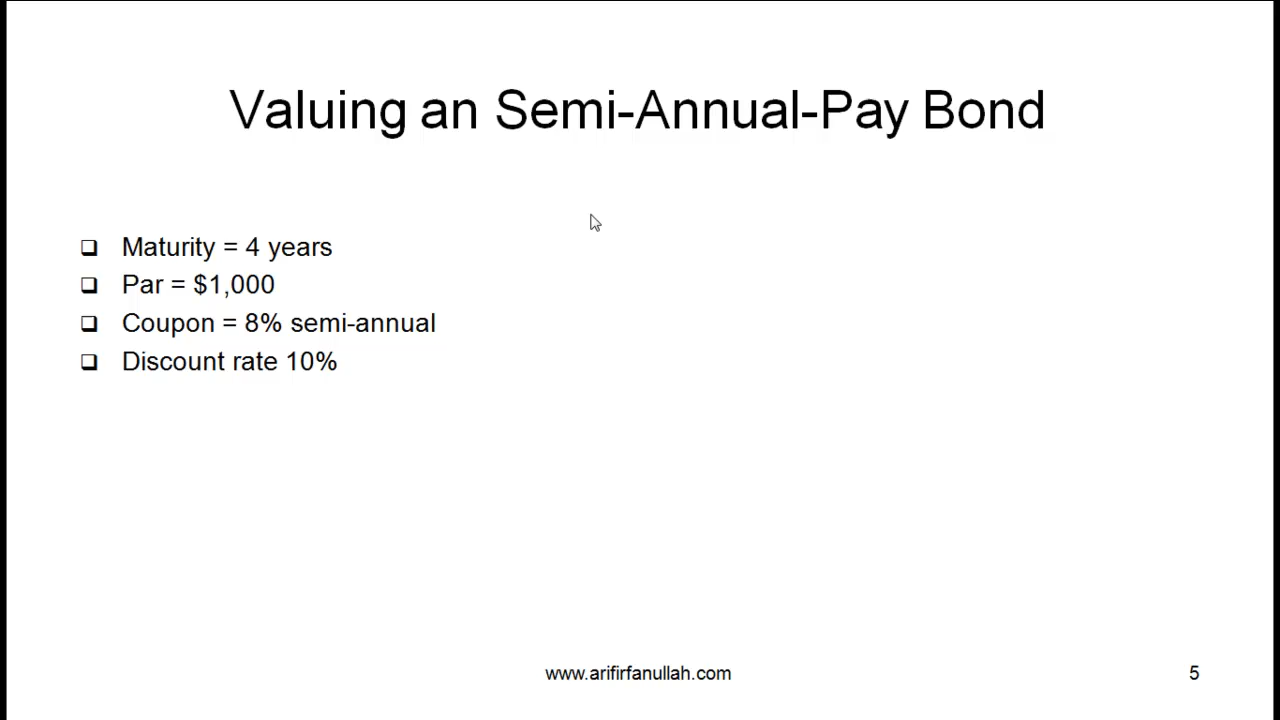 Valuing an Semi-Annual-Pay Bond
Maturity = 4 years
Par = $1,000
Coupon = 8% semi-annual
Discount rate 10%
www.arifirfanullah.com
5